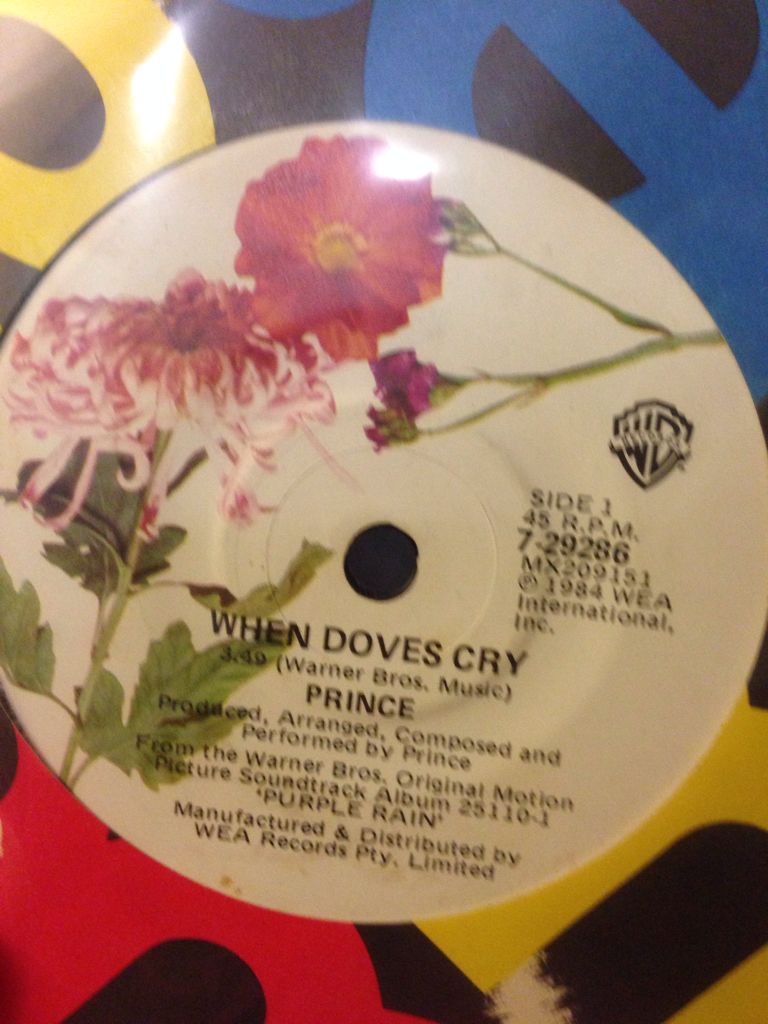 SIDE 1
45 R.P.M.
7-29286
MX209151
℗ 1984 WEA
International,
Inc.
WHEN DOVES CRY
3.49 (Warner Bros. Music)
PRINCE
Produced, Arranged, Composed and
Performed by Prince
From the Warner Bros. Original Motion
Picture Soundtrack Album 25110-1
'PURPLE RAIN'
Manufactured & Distributed by
WEA Records Pty. Limited